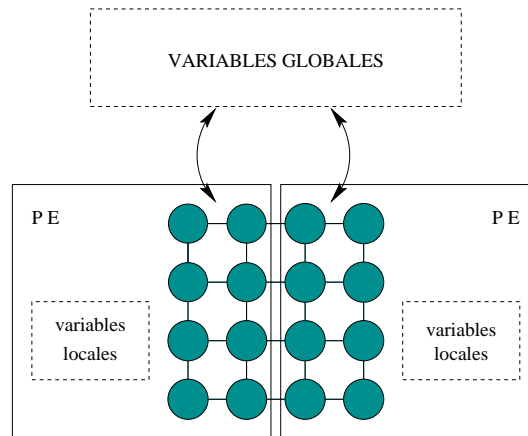 VARIABLES GLOBALES
P E
P E
variables
locales
variables
locales